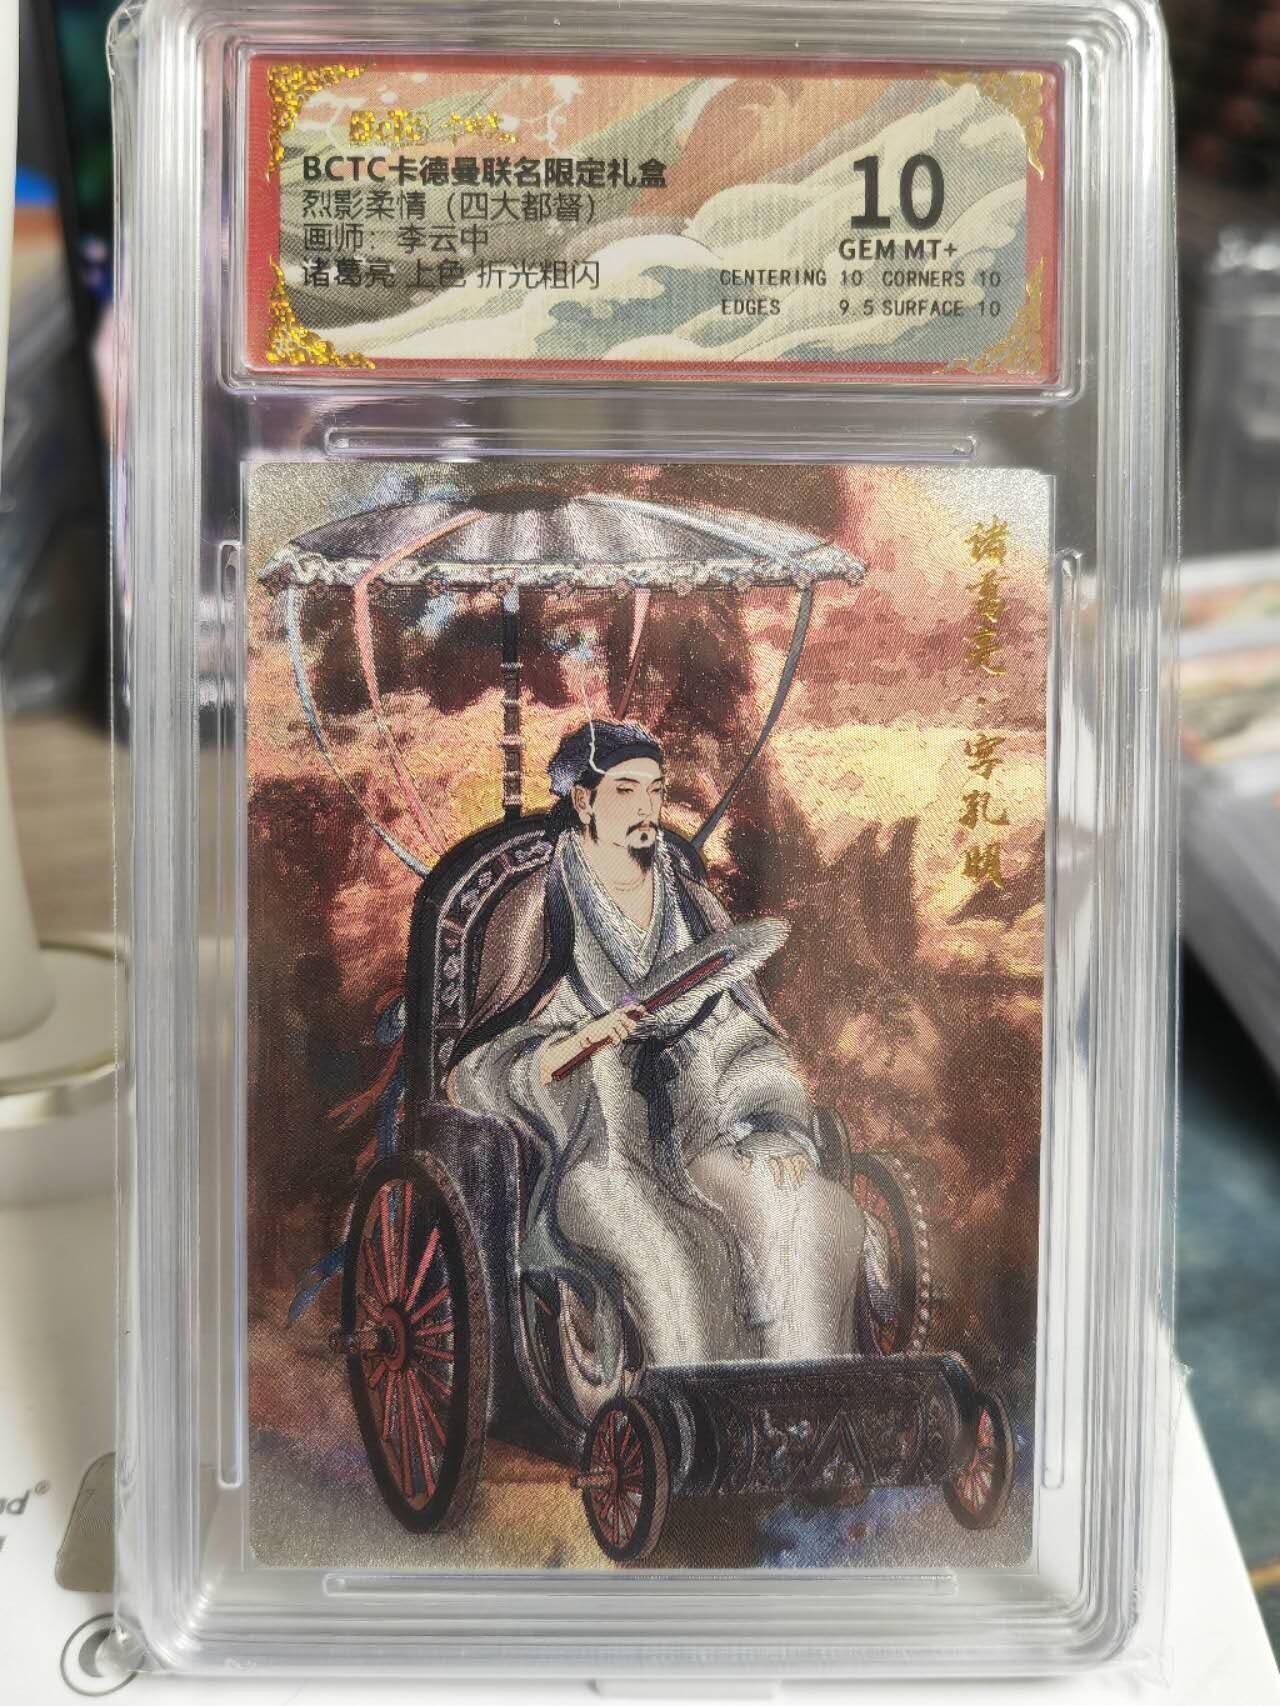 BCTC卡德曼联名限定礼盒
烈影柔情（四大都督）
画师：李云中
诸葛亮 上色 折光粗闪
10
GEM MT+
CENTERING 10 CORNERS 10
EDGES 9.5 SURFACE 10
诸葛亮·字孔明